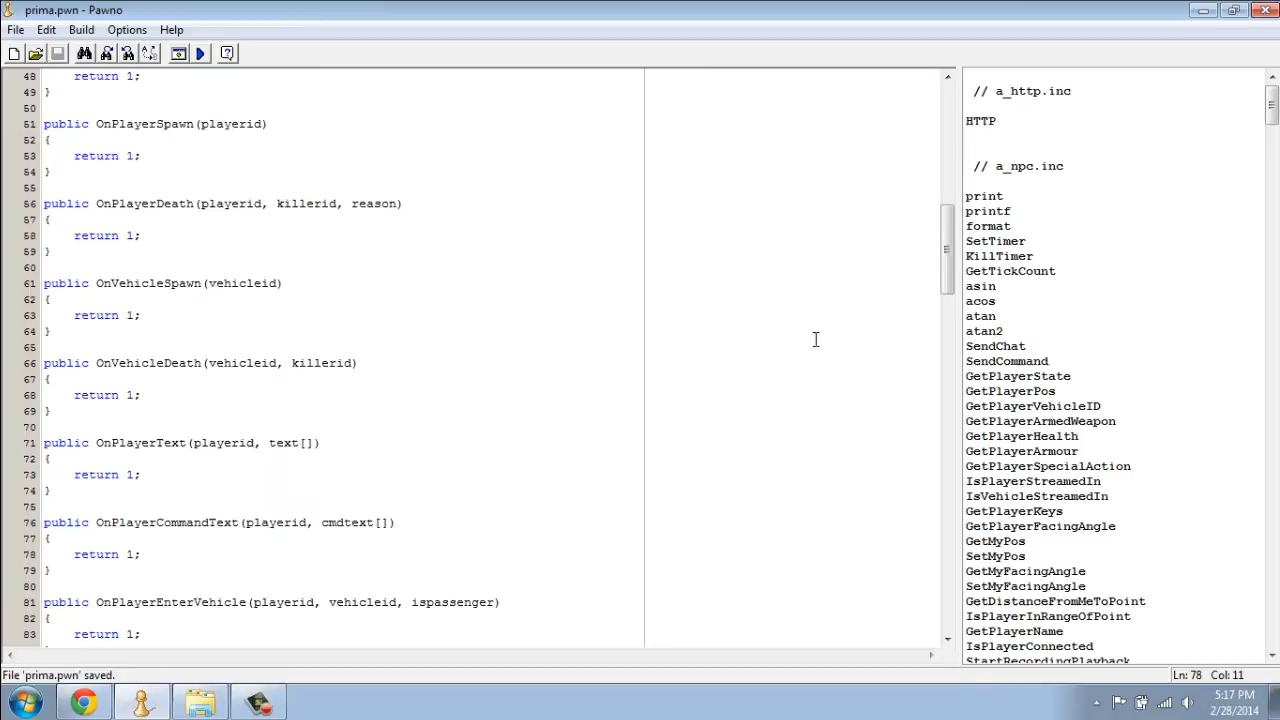 prima.pwn - Pawno
File Edit Build Options Help
48 return 1;
49 }
50
51 public OnPlayerSpawn(playerid)
52 {
53 return 1;
54 }
55
56 public OnPlayerDeath(playerid, killerid, reason)
57 {
58 return 1;
59 }
60
61 public OnVehicleSpawn(vehicleid)
62 {
63 return 1;
64 }
65
66 public OnVehicleDeath(vehicleid, killerid)
67 {
68 return 1;
69 }
70
71 public OnPlayerText(playerid, text[])
72 {
73 return 1;
74 }
75
76 public OnPlayerCommandText(playerid, cmdtext[])
77 {
78 return 1;
79 }
80
81 public OnPlayerEnterVehicle(playerid, vehicleid, ispassenger)
82 {
83 return 1;
// a_http.inc
HTTP
// a_npc.inc
print
printf
format
SetTimer
KillTimer
GetTickCount
asin
acos
atan
atan2
SendChat
SendCommand
GetPlayerState
GetPlayerPos
GetPlayerVehicleID
GetPlayerArmedWeapon
GetPlayerHealth
GetPlayerArmour
GetPlayerSpecialAction
IsPlayerStreamedIn
IsVehicleStreamedIn
GetPlayerKeys
GetPlayerFacingAngle
GetMyPos
SetMyPos
GetMyFacingAngle
SetMyFacingAngle
GetDistanceFromMeToPoint
IsPlayerInRangeOfPoint
GetPlayerName
IsPlayerConnected
StartRecordingPlayback
File 'prima.pwn' saved.
Ln: 78 Col: 11
5:17 PM
2/28/2014